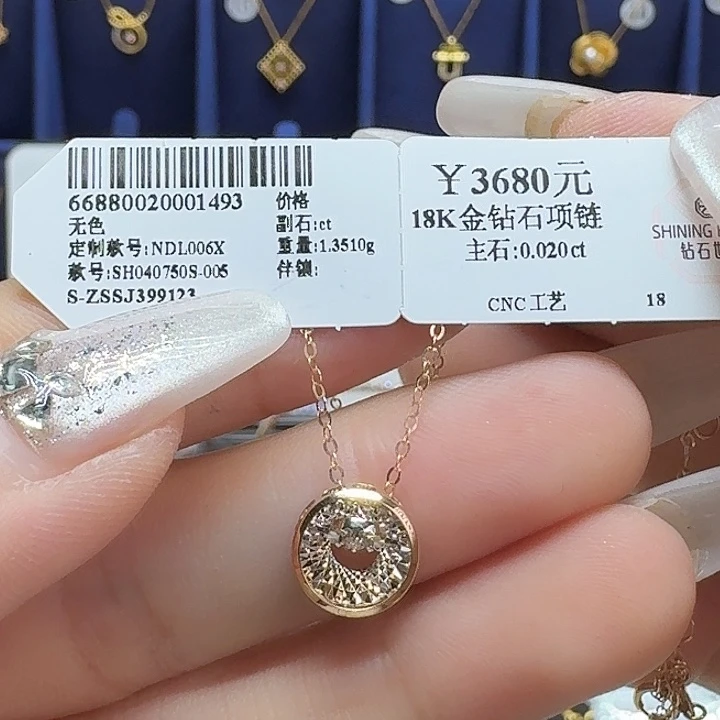 66880020001493
无色
定制款号:NDL006X
款号:SH040750S-005
S-ZSSJ399123
价格
副石:ct
重量:1.3510g
伴钻:
￥3680元
18K金钻石项链
主石:0.020ct
CNC工艺
18
SHINING
钻石